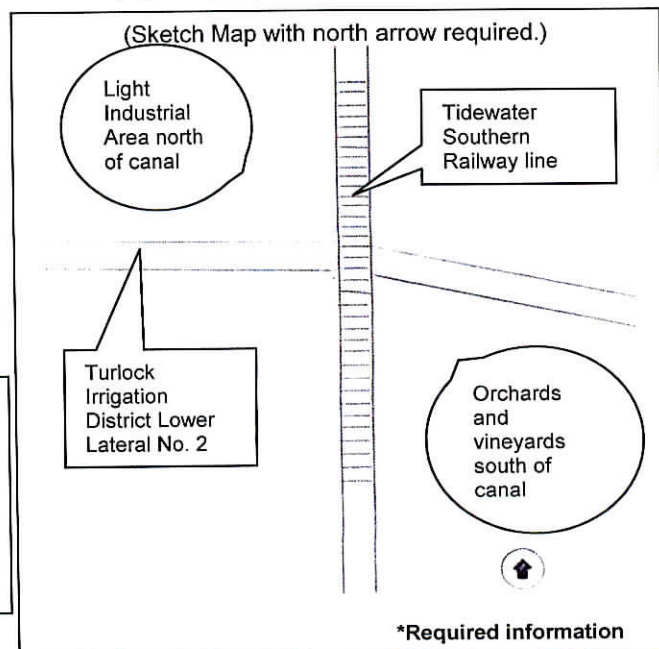 (Sketch Map with north arrow required.)
Light
Industrial
Area north
of canal
Tidewater
Southern
Railway line
Turlock
Irrigation
District Lower
Lateral No. 2
Orchards
and
vineyards
south of
canal
*Required information